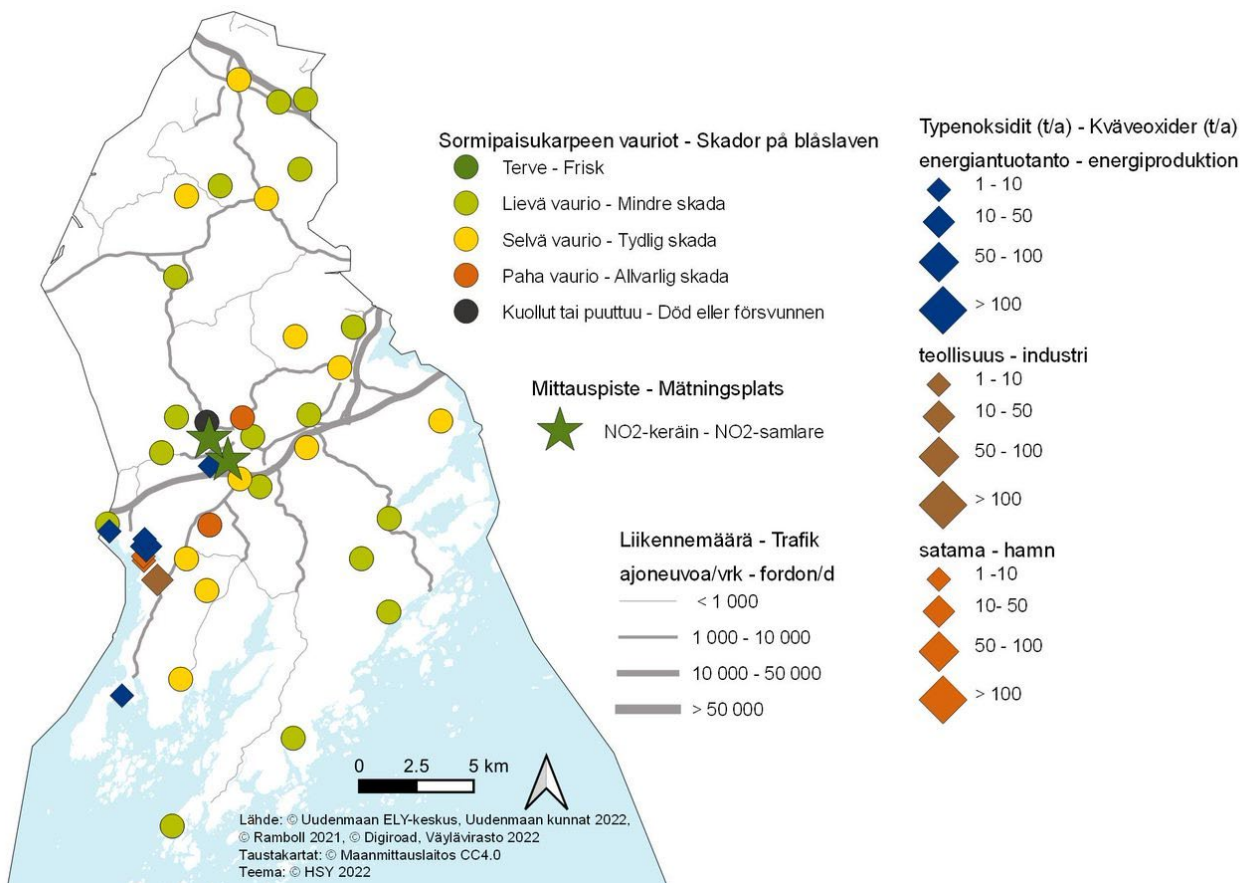 Sormipaisukarpeen vauriot - Skador på blåslaven
Terve - Frisk
Lievä vaurio - Mindre skada
Selvä vaurio - Tydlig skada
Paha vaurio - Allvarlig skada
Kuollut tai puuttuu - Död eller försvunnen
Mittauspiste - Mätningsplats
NO2-keräin - NO2-samlare
Liikennemäärä - Trafik
ajoneuvoa/vrk - fordon/d
< 1 000
1 000 - 10 000
10 000 - 50 000
> 50 000
Typenoksidit (t/a) - Kväveoxider (t/a)
energiantuotanto - energiproduktion
1 - 10
10 - 50
50 - 100
> 100
teollisuus - industri
1 - 10
10 - 50
50 - 100
> 100
satama - hamn
1 -10
10- 50
50 - 100
> 100
0 2.5 5 km
Lähde: © Uudenmaan ELY-keskus, Uudenmaan kunnat 2022,
© Ramboll 2021, © Digiroad, Väylävirasto 2022
Taustakartat: © Maanmittauslaitos CC4.0
Teema: © HSY 2022